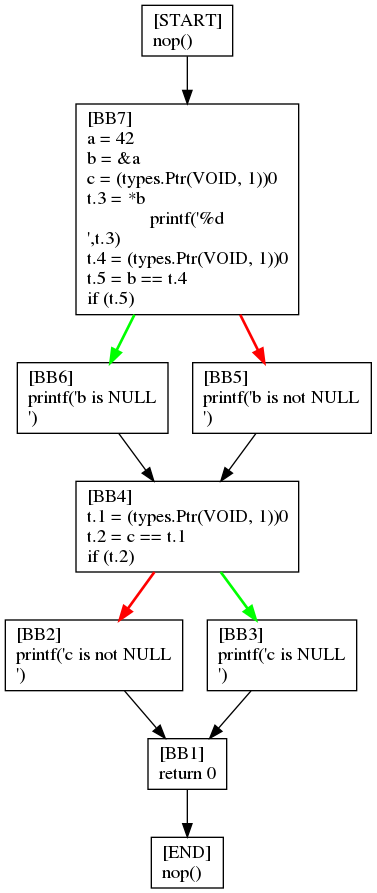 [START]
nop()
[BB7]
a = 42
b = &a
c = (types.Ptr(VOID, 1))0
t.3 = *b
printf('%d
',t.3)
t.4 = (types.Ptr(VOID, 1))0
t.5 = b == t.4
if (t.5)
[BB6]
printf('b is NULL
')
[BB5]
printf('b is not NULL
')
[BB4]
t.1 = (types.Ptr(VOID, 1))0
t.2 = c == t.1
if (t.2)
[BB2]
printf('c is not NULL
')
[BB3]
printf('c is NULL
')
[BB1]
return 0
[END]
nop()